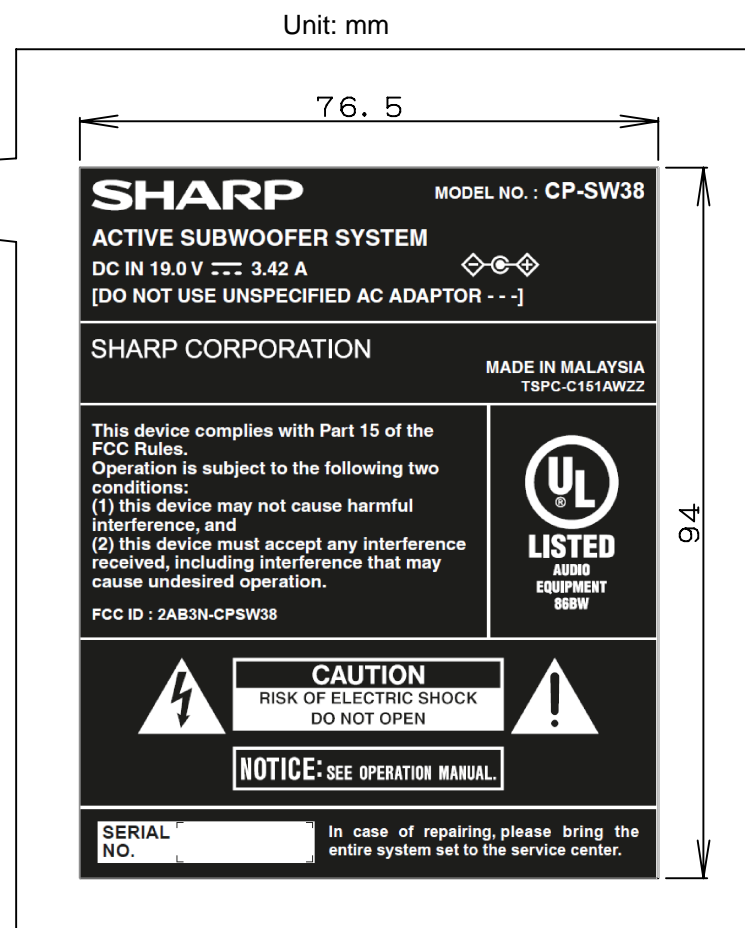 Unit: mm
76.5
SHARP
MODEL NO. : CP-SW38
ACTIVE SUBWOOFER SYSTEM
DC IN 19.0 V 3.42 A
[DO NOT USE UNSPECIFIED AC ADAPTOR - - -]
SHARP CORPORATION
MADE IN MALAYSIA
TSPC-C151AWZZ
This device complies with Part 15 of the
FCC Rules.
Operation is subject to the following two
conditions:
(1) this device may not cause harmful
interference, and
(2) this device must accept any interference
received, including interference that may
cause undesired operation.
FCC ID : 2AB3N-CPSW38
UL
®
LISTED
AUDIO
EQUIPMENT
86BW
94
CAUTION
RISK OF ELECTRIC SHOCK
DO NOT OPEN
NOTICE: SEE OPERATION MANUAL.
SERIAL
NO.
In case of repairing, please bring the
entire system set to the service center.